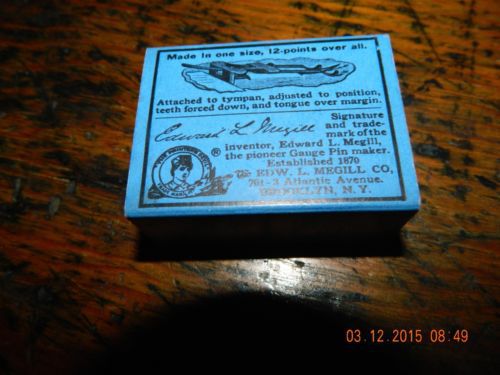 Made in one size, 12-points over all.
Attached to tympan, adjusted to position,
teeth forced down, and tongue over margin.
Edward L. Megill
Signature
and trade-
mark of the
inventor, Edward L. Megill,
the pioneer Gauge Pin maker.
Established 1870
®
The EDW. L. MEGILL CO.
761-3 Atlantic Avenue.
BROOKLYN, N.Y.
03.12.2015 08:49